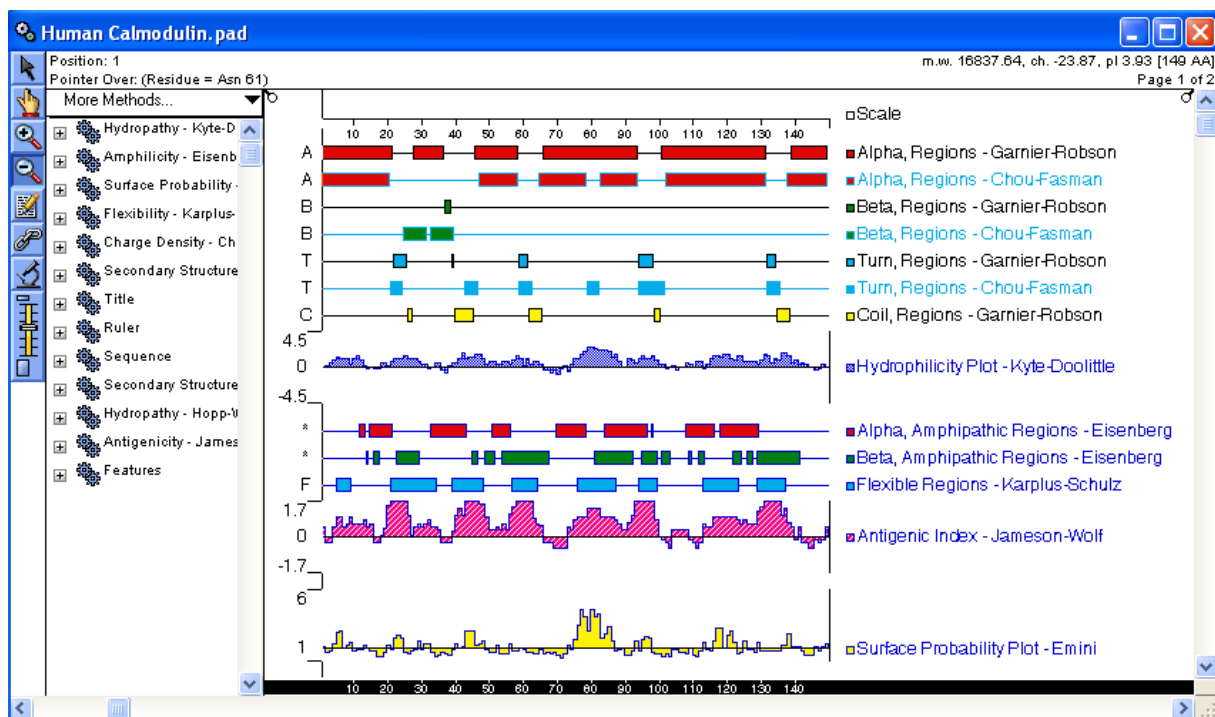 Human Calmodulin.pad
Position: 1
m.w. 16837.64, ch. -23.87, pI 3.93 [149 AA]
Pointer Over: (Residue = Asn 61)
Page 1 of 2
More Methods...
Hydropathy - Kyte-D
Amphilicity - Eisenb
Surface Probability -
Flexibility - Karplus-
Charge Density - Ch
Secondary Structure
Title
Ruler
Sequence
Secondary Structure
Hydropathy - Hopp-W
Antigenicity - James
Features
Scale
10 20 30 40 50 60 70 80 90 100 110 120 130 140
A Alpha, Regions - Garnier-Robson
A Alpha, Regions - Chou-Fasman
B Beta, Regions - Garnier-Robson
B Beta, Regions - Chou-Fasman
T Turn, Regions - Garnier-Robson
T Turn, Regions - Chou-Fasman
C Coil, Regions - Garnier-Robson
4.5
0 Hydrophilicity Plot - Kyte-Doolittle
-4.5
* Alpha, Amphipathic Regions - Eisenberg
* Beta, Amphipathic Regions - Eisenberg
F Flexible Regions - Karplus-Schulz
1.7
0 Antigenic Index - Jameson-Wolf
-1.7
6
1 Surface Probability Plot - Emini
10 20 30 40 50 60 70 80 90 100 110 120 130 140